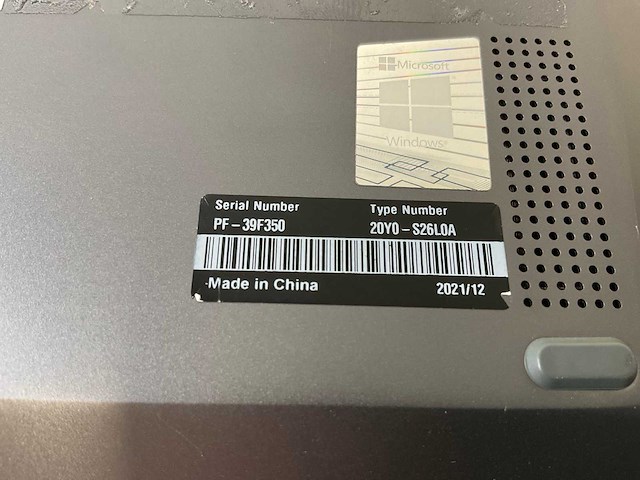 Microsoft
Windows
Serial Number Type Number
PF-39F350 20Y0-S26L0A
Made in China 2021/12